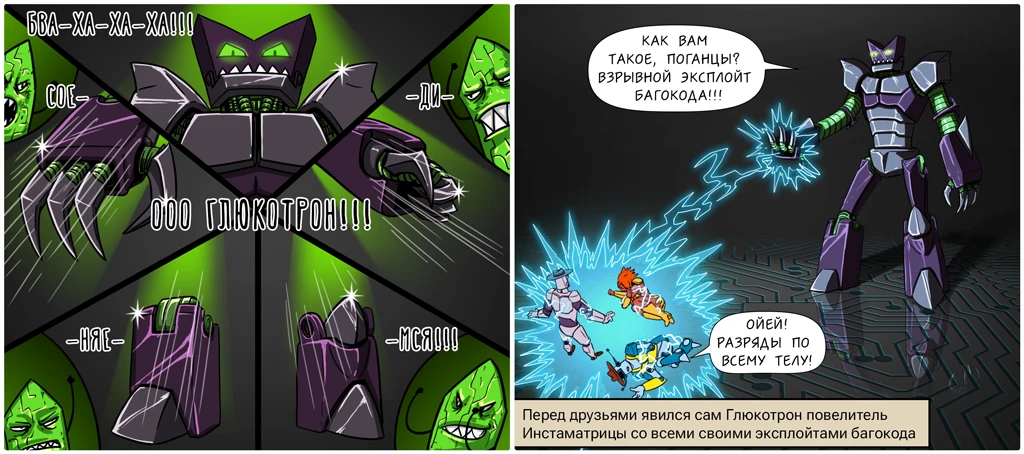 БВА-ХА-ХА-ХА!!!
СОЕ-
-ДИ-
ООО ГЛЮКОТРОН!!!
-НЯЕ-
-МСЯ!!!
КАК ВАМ
ТАКОЕ, ПОГАНЦЫ?
ВЗРЫВНОЙ ЭКСПЛОЙТ
БАГОКОДА!!!
ОЙЕЙ!
РАЗРЯДЫ ПО
ВСЕМУ ТЕЛУ!
Перед друзьями явился сам Глюкотрон повелитель
Инстаматрицы со всеми своими эксплойтами багокода